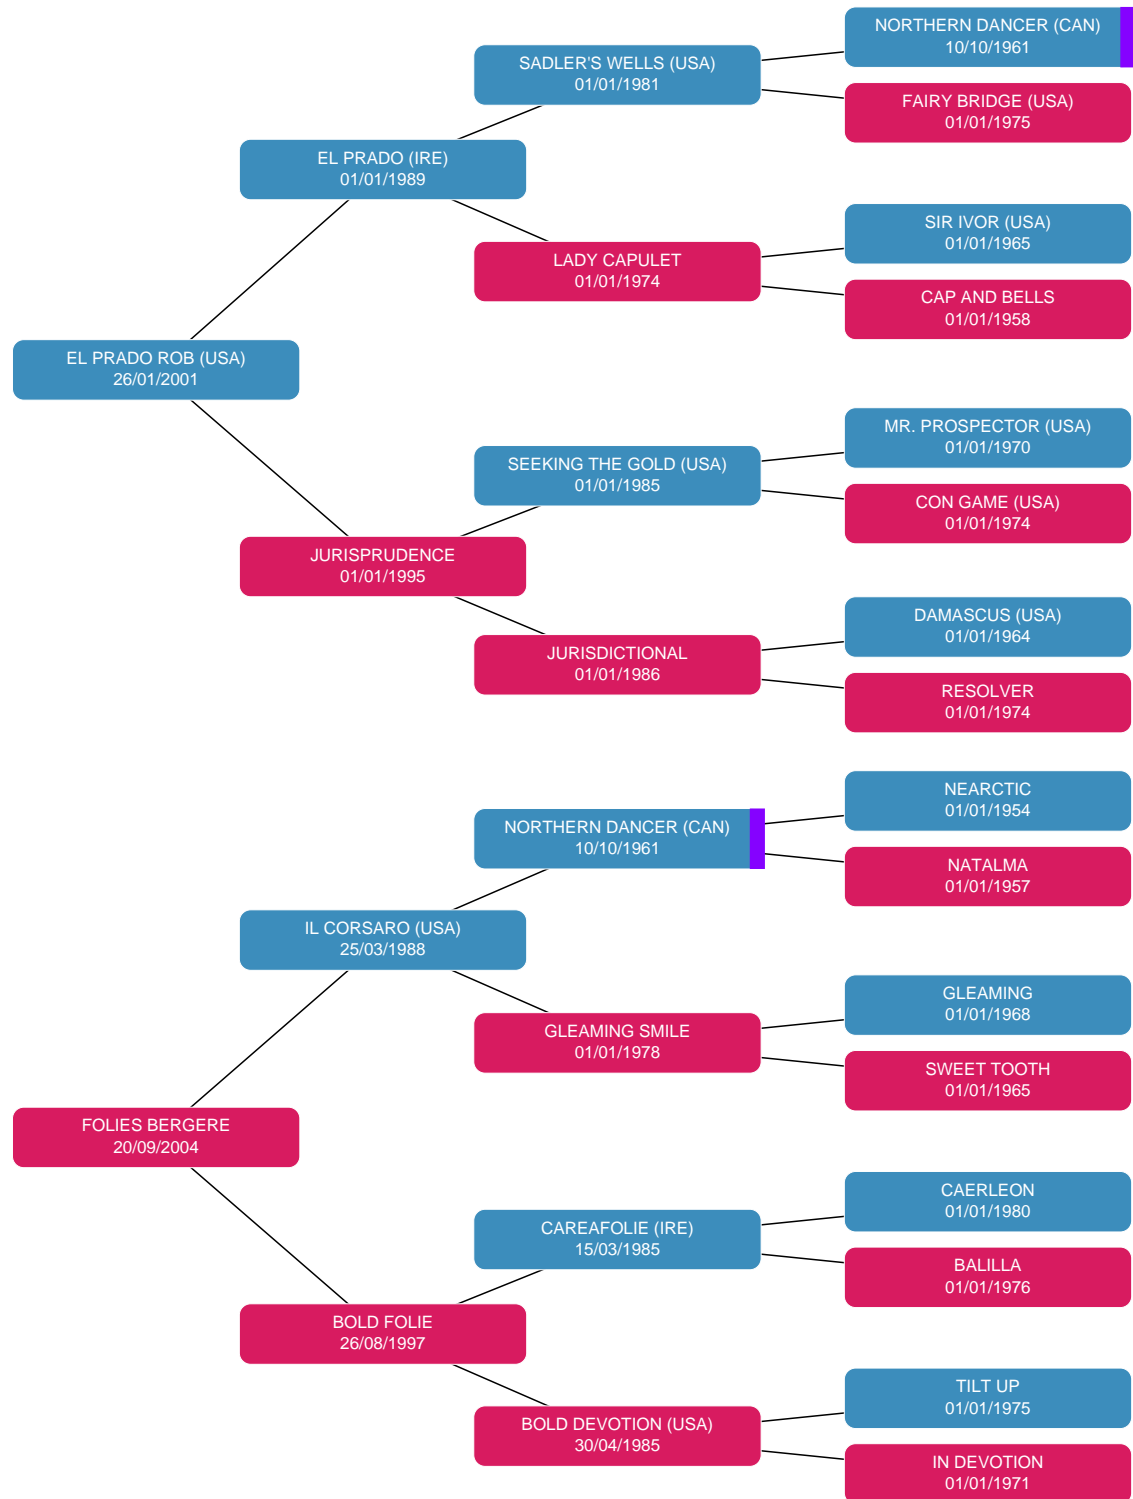 NORTHERN DANCER (CAN)
10/10/1961
SADLER'S WELLS (USA)
01/01/1981
FAIRY BRIDGE (USA)
01/01/1975
EL PRADO (IRE)
01/01/1989
SIR IVOR (USA)
01/01/1965
LADY CAPULET
01/01/1974
CAP AND BELLS
01/01/1958
EL PRADO ROB (USA)
26/01/2001
MR. PROSPECTOR (USA)
01/01/1970
SEEKING THE GOLD (USA)
01/01/1985
CON GAME (USA)
01/01/1974
JURISPRUDENCE
01/01/1995
DAMASCUS (USA)
01/01/1964
JURISDICTIONAL
01/01/1986
RESOLVER
01/01/1974
NEARCTIC
01/01/1954
NORTHERN DANCER (CAN)
10/10/1961
NATALMA
01/01/1957
IL CORSARO (USA)
25/03/1988
GLEAMING
01/01/1968
GLEAMING SMILE
01/01/1978
SWEET TOOTH
01/01/1965
FOLIES BERGERE
20/09/2004
CAERLEON
01/01/1980
CAREAFOLIE (IRE)
15/03/1985
BALILLA
01/01/1976
BOLD FOLIE
26/08/1997
TILT UP
01/01/1975
BOLD DEVOTION (USA)
30/04/1985
IN DEVOTION
01/01/1971